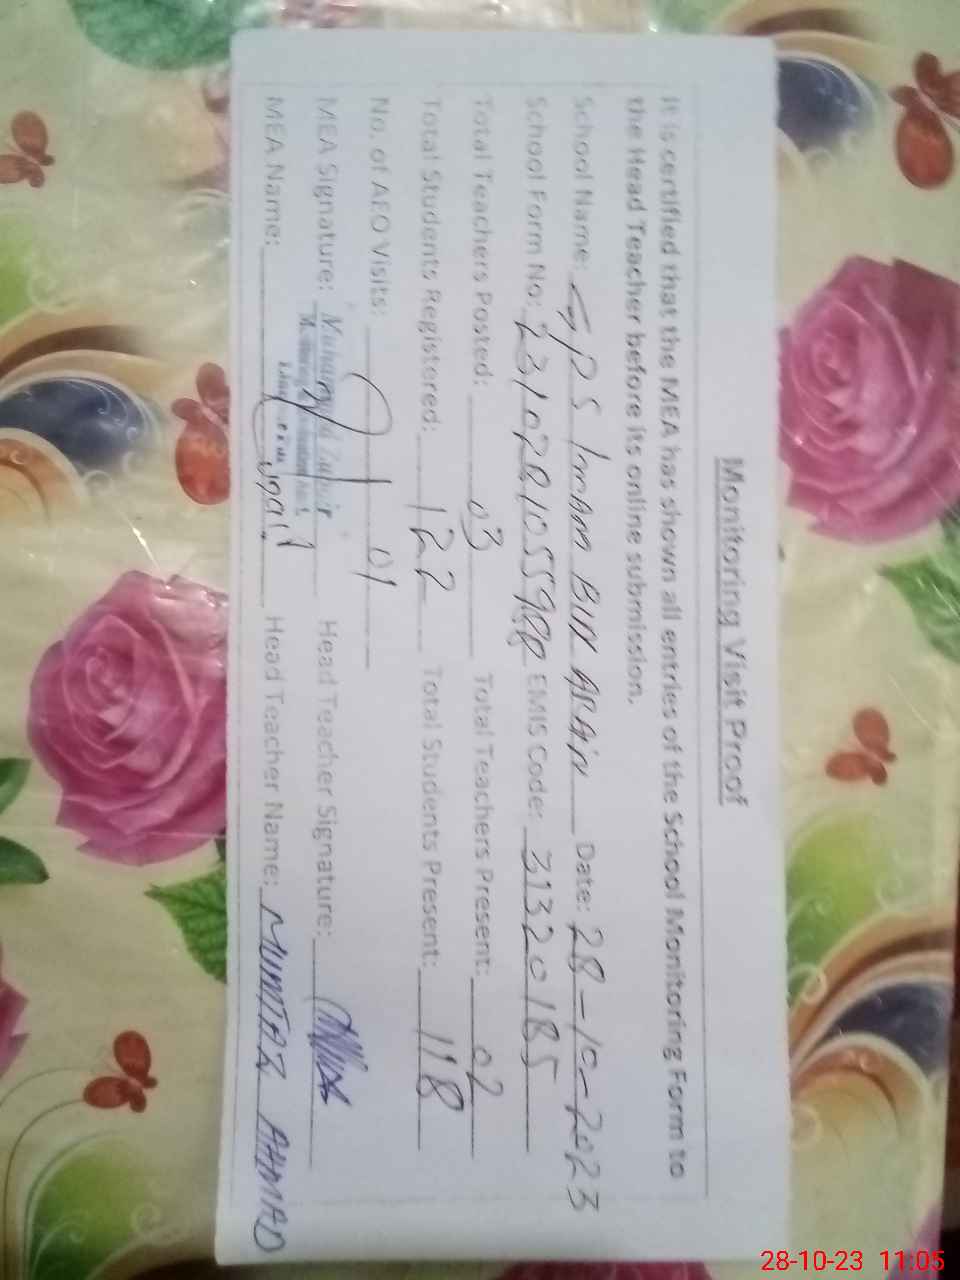 Monitoring Visit Proof
It is certified that the MEA has shown all entries of the School Monitoring Form to
the Head Teacher before its online submission.
School Name: GPS Imam BUX ARAin Date: 28-10-2023
School Form No: EMIS Code: 31320185
Total Teachers Posted: 03 Total Teachers Present: 02
Total Students Registered: 122 Total Students Present: 118
No. of AEO Visits: 01
MEA Signature: Head Teacher Signature:
MEA Name: Head Teacher Name: MUMTAZ AHMAD
28-10-23 11:05